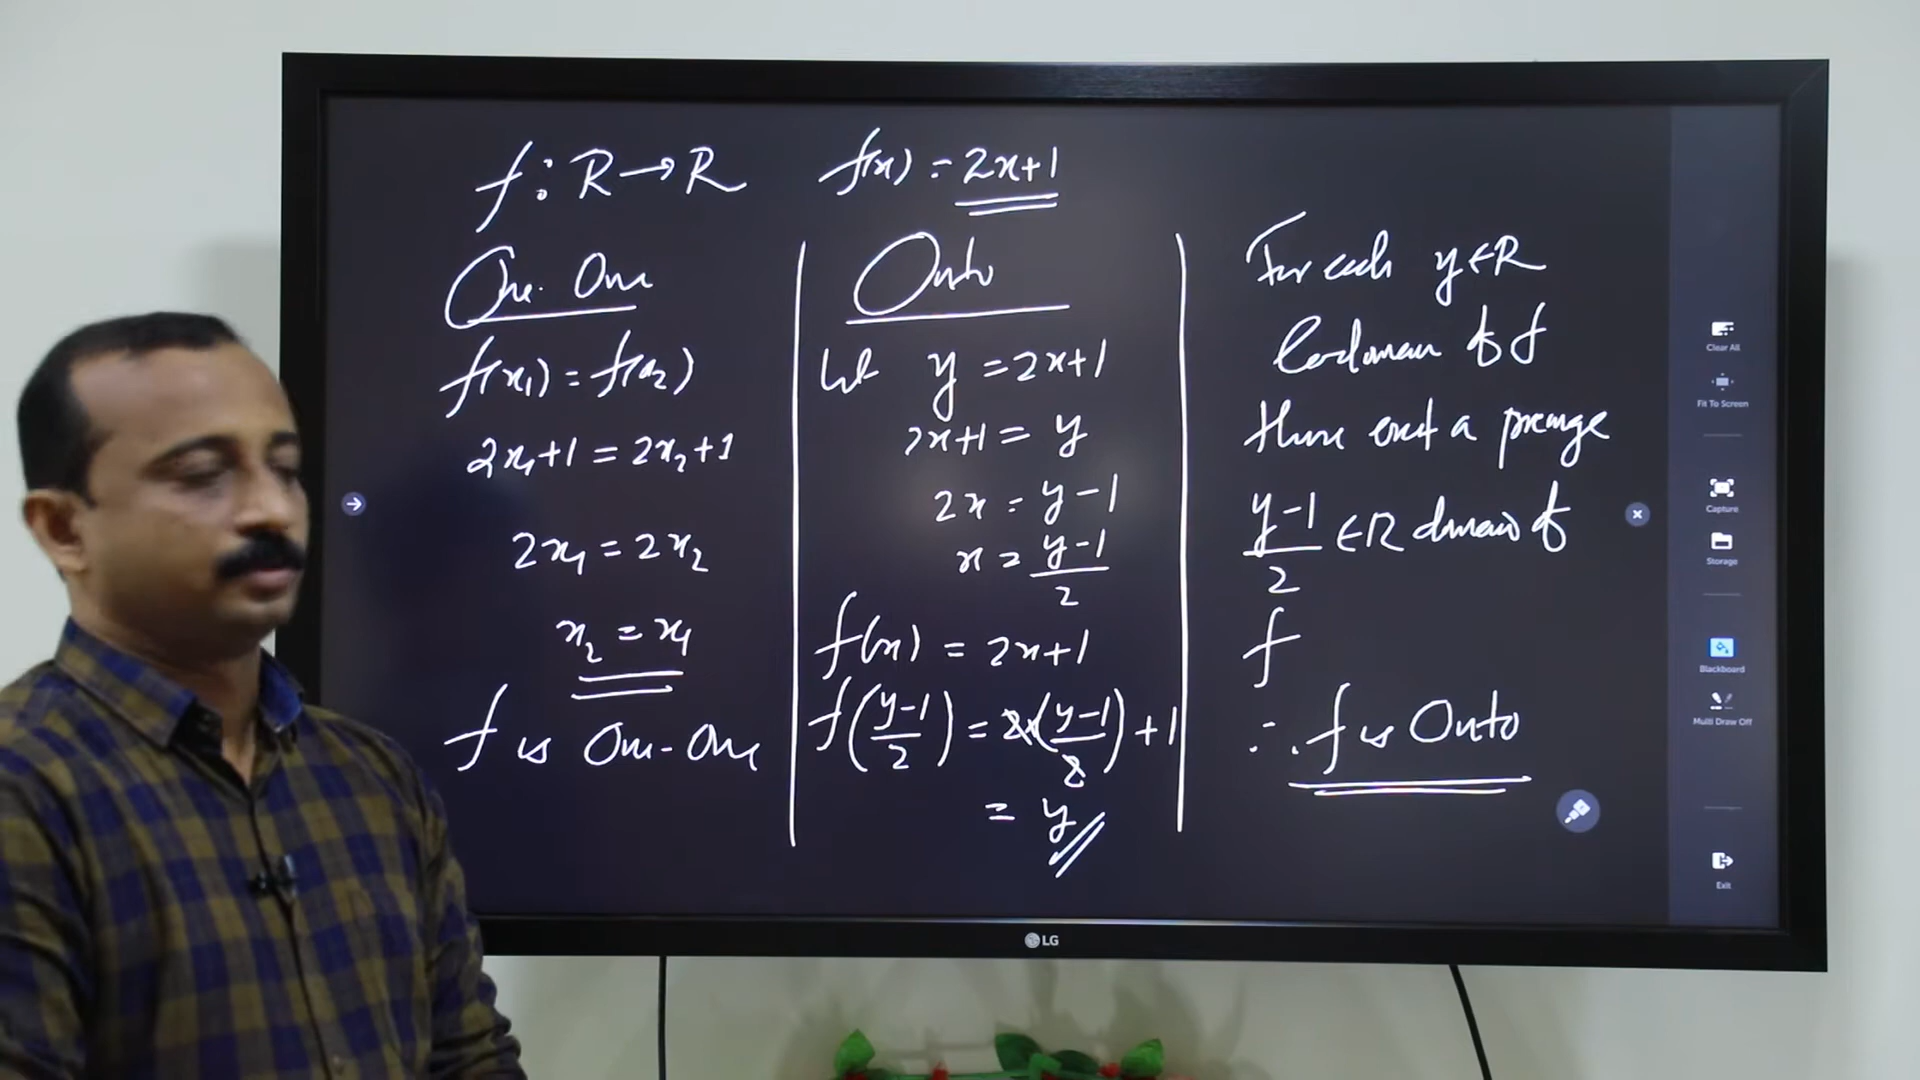 f : R → R f(x) = 2x+1
One-One
f(x₁) = f(x₂)
2x₁+1 = 2x₂+1
2x₁ = 2x₂
x₂ = x₁
f is One-One
Onto
Let y = 2x+1
2x+1 = y
2x = y-1
x = (y-1)/2
f(x) = 2x+1
f((y-1)/2) = 2×((y-1)/2) + 1
= y
For each y ∈ R
Codomain of f
there exist a preimage
(y-1)/2 ∈ R domain of
f
∴ f is Onto
Clear All
Fit To Screen
Capture
Storage
Blackboard
Multi Draw Off
Exit
LG